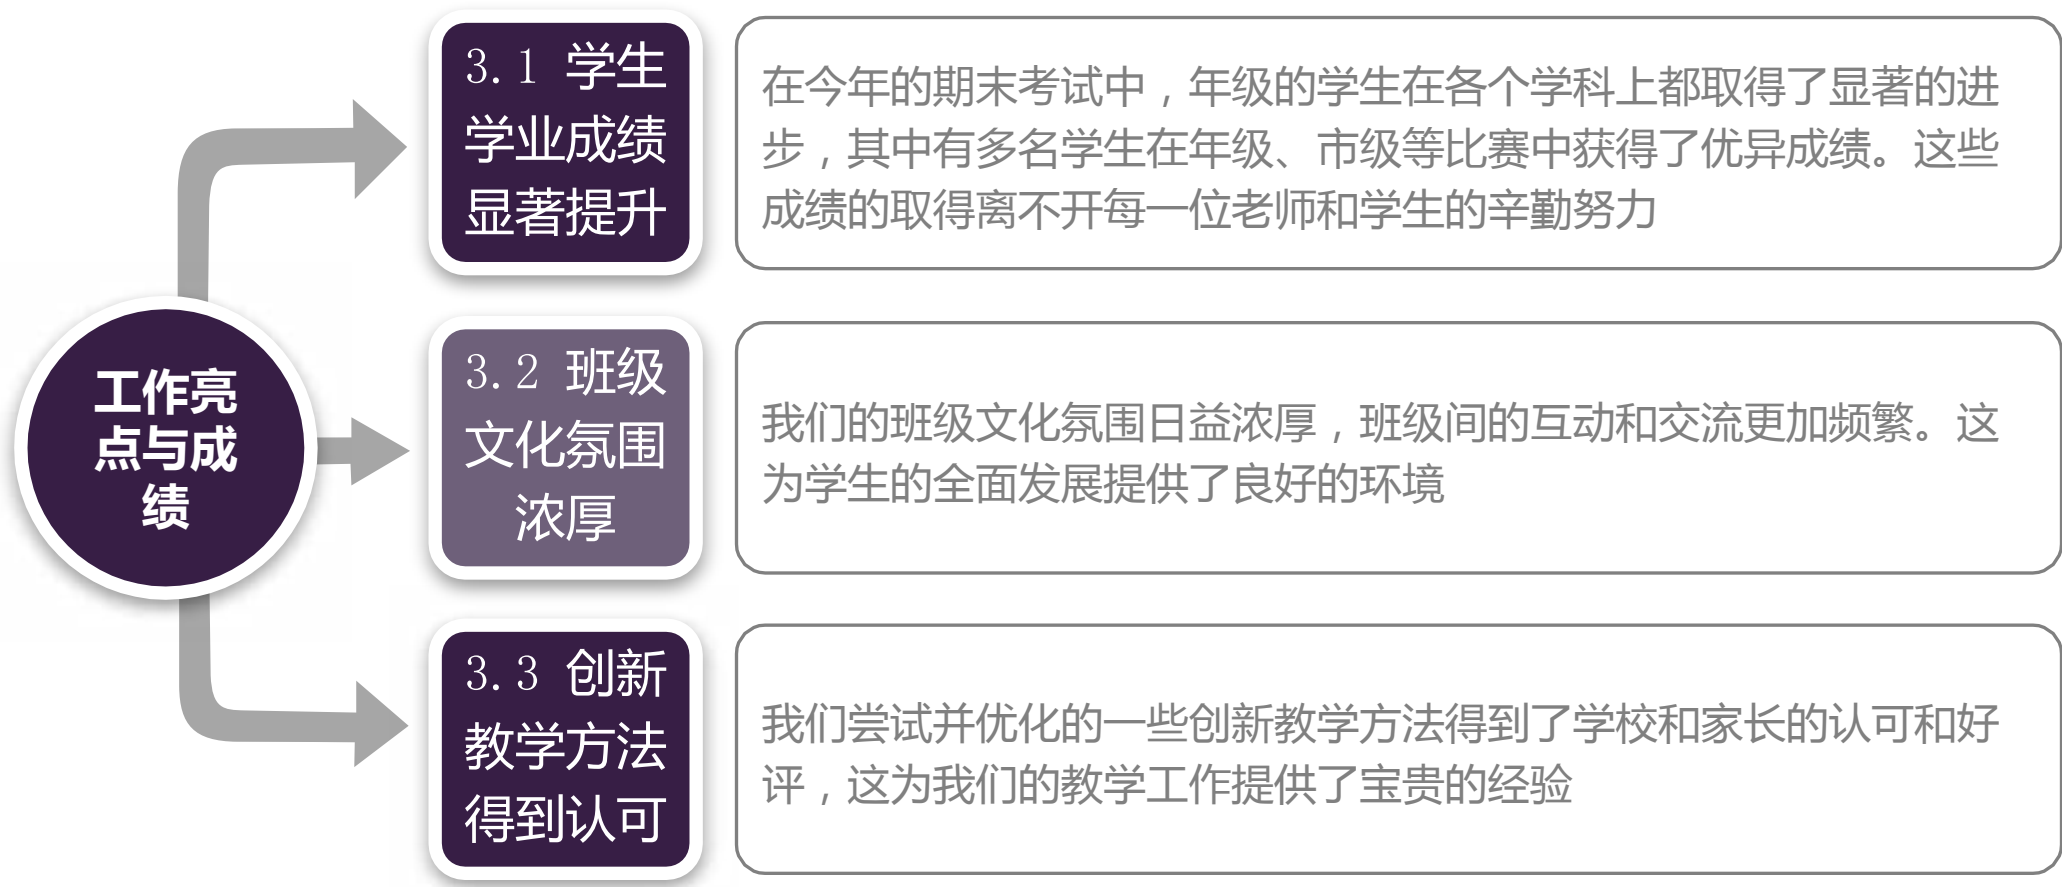 工作亮
点与成
绩
3.1 学生
学业成绩
显著提升
在今年的期末考试中，年级的学生在各个学科上都取得了显著的进
步，其中有多名学生在年级、市级等比赛中获得了优异成绩。这些
成绩的取得离不开每一位老师和学生的辛勤努力
3.2 班级
文化氛围
浓厚
我们的班级文化氛围日益浓厚，班级间的互动和交流更加频繁。这
为学生的全面发展提供了良好的环境
3.3 创新
教学方法
得到认可
我们尝试并优化的一些创新教学方法得到了学校和家长的认可和好
评，这为我们的教学工作提供了宝贵的经验